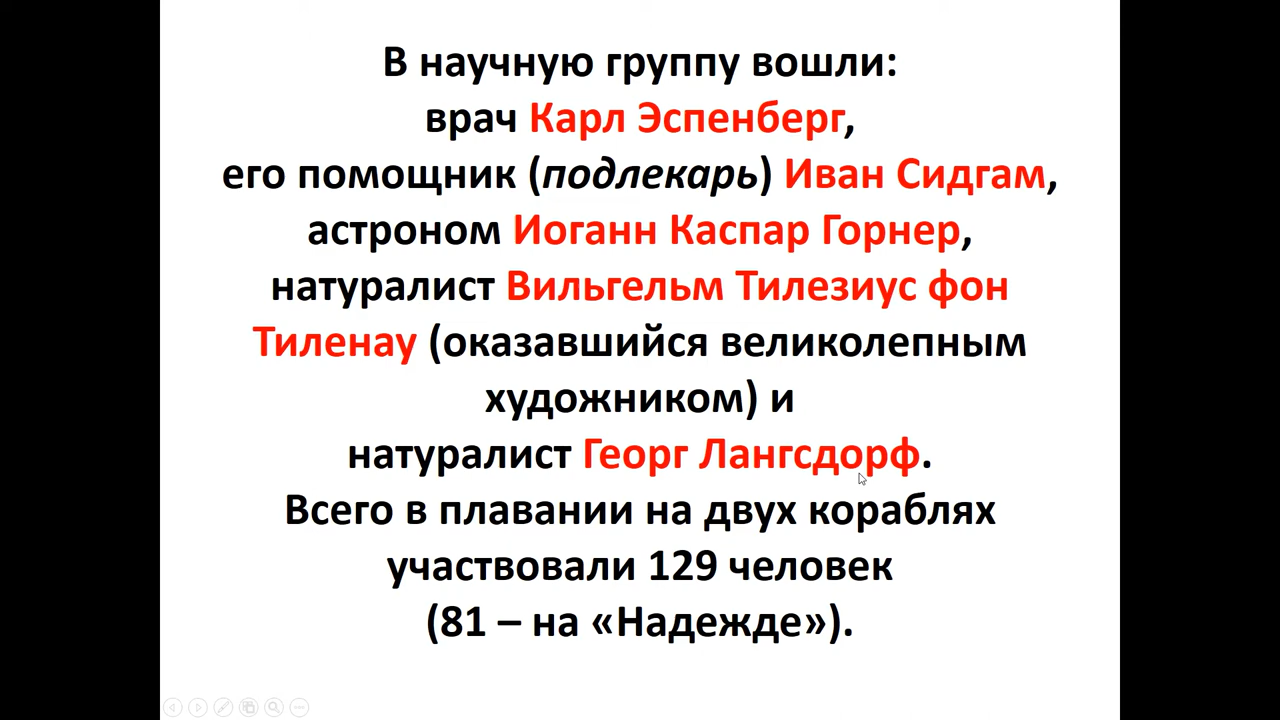 В научную группу вошли:
врач Карл Эспенберг,
его помощник (подлекарь) Иван Сидгам,
астроном Иоганн Каспар Горнер,
натуралист Вильгельм Тилезиус фон
Тиленау (оказавшийся великолепным
художником) и
натуралист Георг Лангсдорф.
Всего в плавании на двух кораблях
участвовали 129 человек
(81 – на «Надежде»).